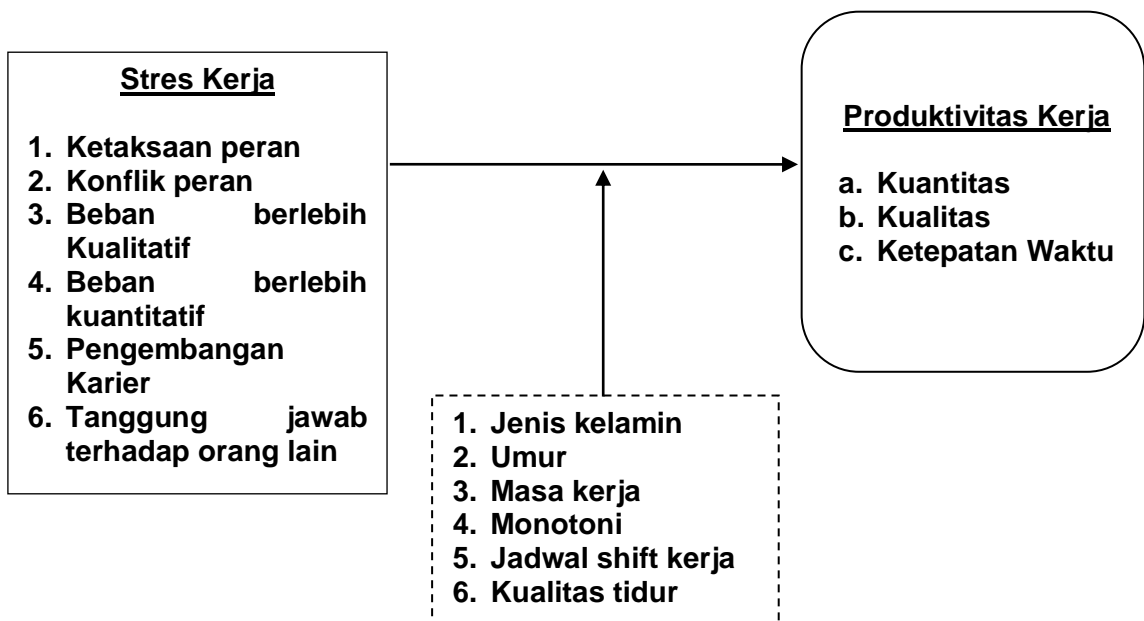 Stres Kerja
1. Ketaksaan peran
2. Konflik peran
3. Beban berlebih
Kualitatif
4. Beban berlebih
kuantitatif
5. Pengembangan
Karier
6. Tanggung jawab
terhadap orang lain
Produktivitas Kerja
a. Kuantitas
b. Kualitas
c. Ketepatan Waktu
1. Jenis kelamin
2. Umur
3. Masa kerja
4. Monotoni
5. Jadwal shift kerja
6. Kualitas tidur